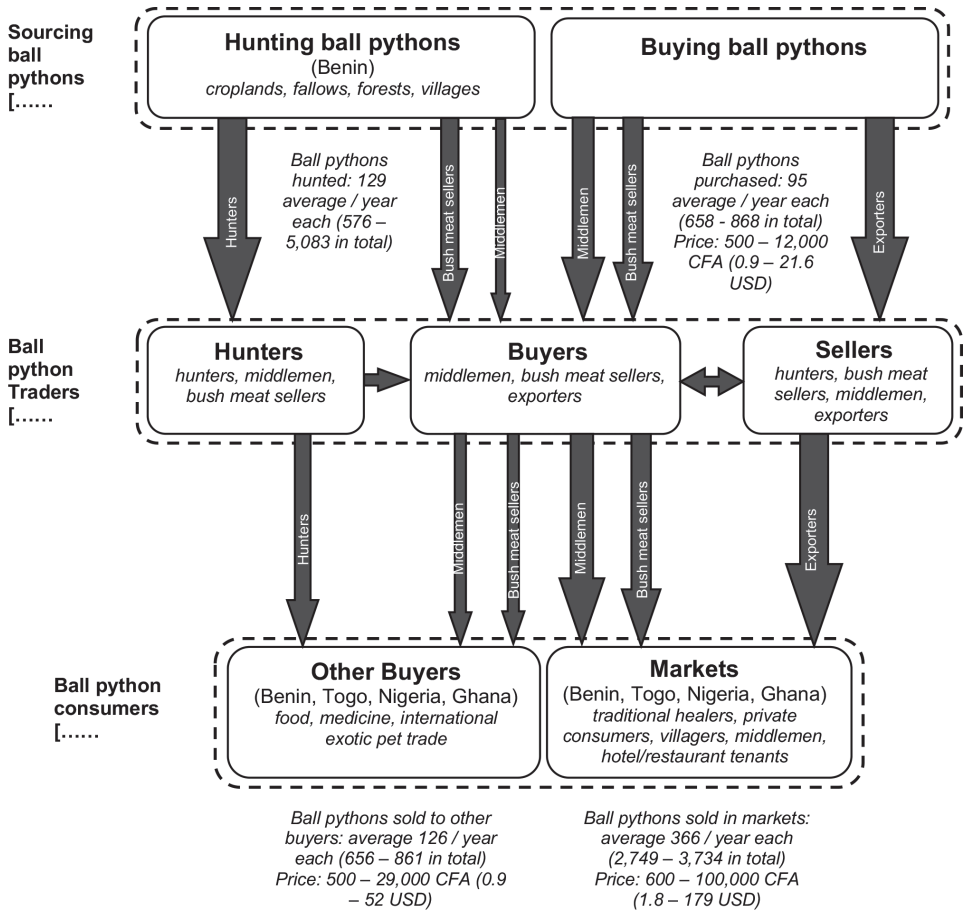 Sourcing
ball
pythons
[……
Hunting ball pythons
(Benin)
croplands, fallows, forests, villages
Buying ball pythons
Hunters
Ball pythons
hunted: 129
average / year
each (576 –
5,083 in total)
Bush meat sellers
Middlemen
Middlemen
Bush meat sellers
Ball pythons
purchased: 95
average / year each
(658 - 868 in total)
Price: 500 – 12,000
CFA (0.9 – 21.6
USD)
Exporters
Ball
python
Traders
[……
Hunters
hunters, middlemen,
bush meat sellers
Buyers
middlemen, bush meat sellers,
exporters
Sellers
hunters, bush meat
sellers, middlemen,
exporters
Hunters
Middlemen
Bush meat sellers
Middlemen
Bush meat sellers
Exporters
Ball python
consumers
[……
Other Buyers
(Benin, Togo, Nigeria, Ghana)
food, medicine, international
exotic pet trade
Markets
(Benin, Togo, Nigeria, Ghana)
traditional healers, private
consumers, villagers, middlemen,
hotel/restaurant tenants
Ball pythons sold to other
buyers: average 126 / year
each (656 – 861 in total)
Price: 500 – 29,000 CFA (0.9
– 52 USD)
Ball pythons sold in markets:
average 366 / year each
(2,749 – 3,734 in total)
Price: 600 – 100,000 CFA
(1.8 – 179 USD)